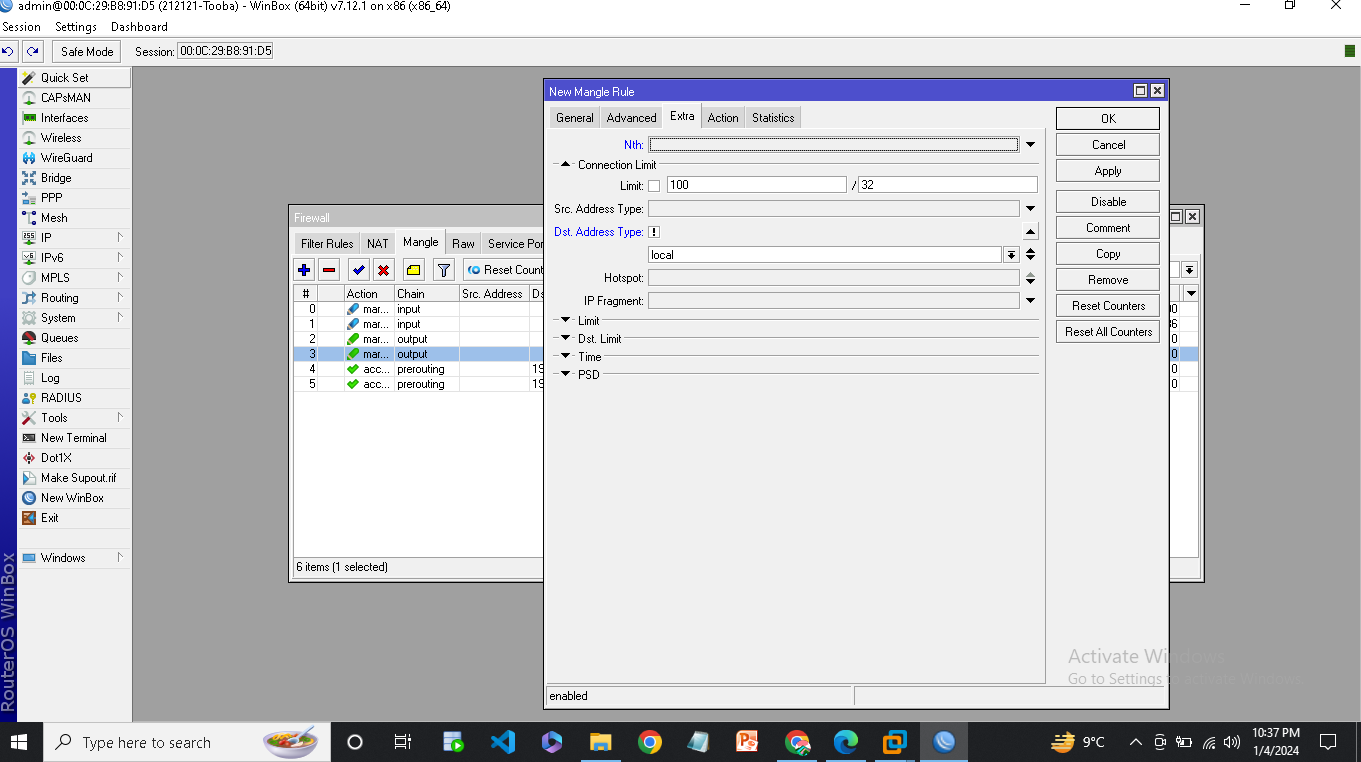 admin@00:0C:29:B8:91:D5 (212121-Tooba) - WinBox (64bit) v7.12.1 on x86 (x86_64)
Session Settings Dashboard
Safe Mode Session: 00:0C:29:B8:91:D5
Quick Set
CAPsMAN
Interfaces
Wireless
WireGuard
Bridge
PPP
Mesh
IP
IPv6
MPLS
Routing
System
Queues
Files
Log
RADIUS
Tools
New Terminal
Dot1X
Make Supout.rif
New WinBox
Exit
Windows
RouterOS WinBox
Firewall
Filter Rules NAT Mangle Raw Service Por
Reset Count
# Action Chain Src. Address Ds
0 mar... input
1 mar... input
2 mar... output
3 mar... output
4 acc... prerouting 19
5 acc... prerouting 19
6 items (1 selected)
New Mangle Rule
General Advanced Extra Action Statistics
Nth:
Connection Limit
Limit: 100 / 32
Src. Address Type:
Dst. Address Type: !
local
Hotspot:
IP Fragment:
Limit
Dst. Limit
Time
PSD
enabled
OK
Cancel
Apply
Disable
Comment
Copy
Remove
Reset Counters
Reset All Counters
Activate Windows
Go to Settings to activate Windows.
Type here to search
9°C
10:37 PM
1/4/2024